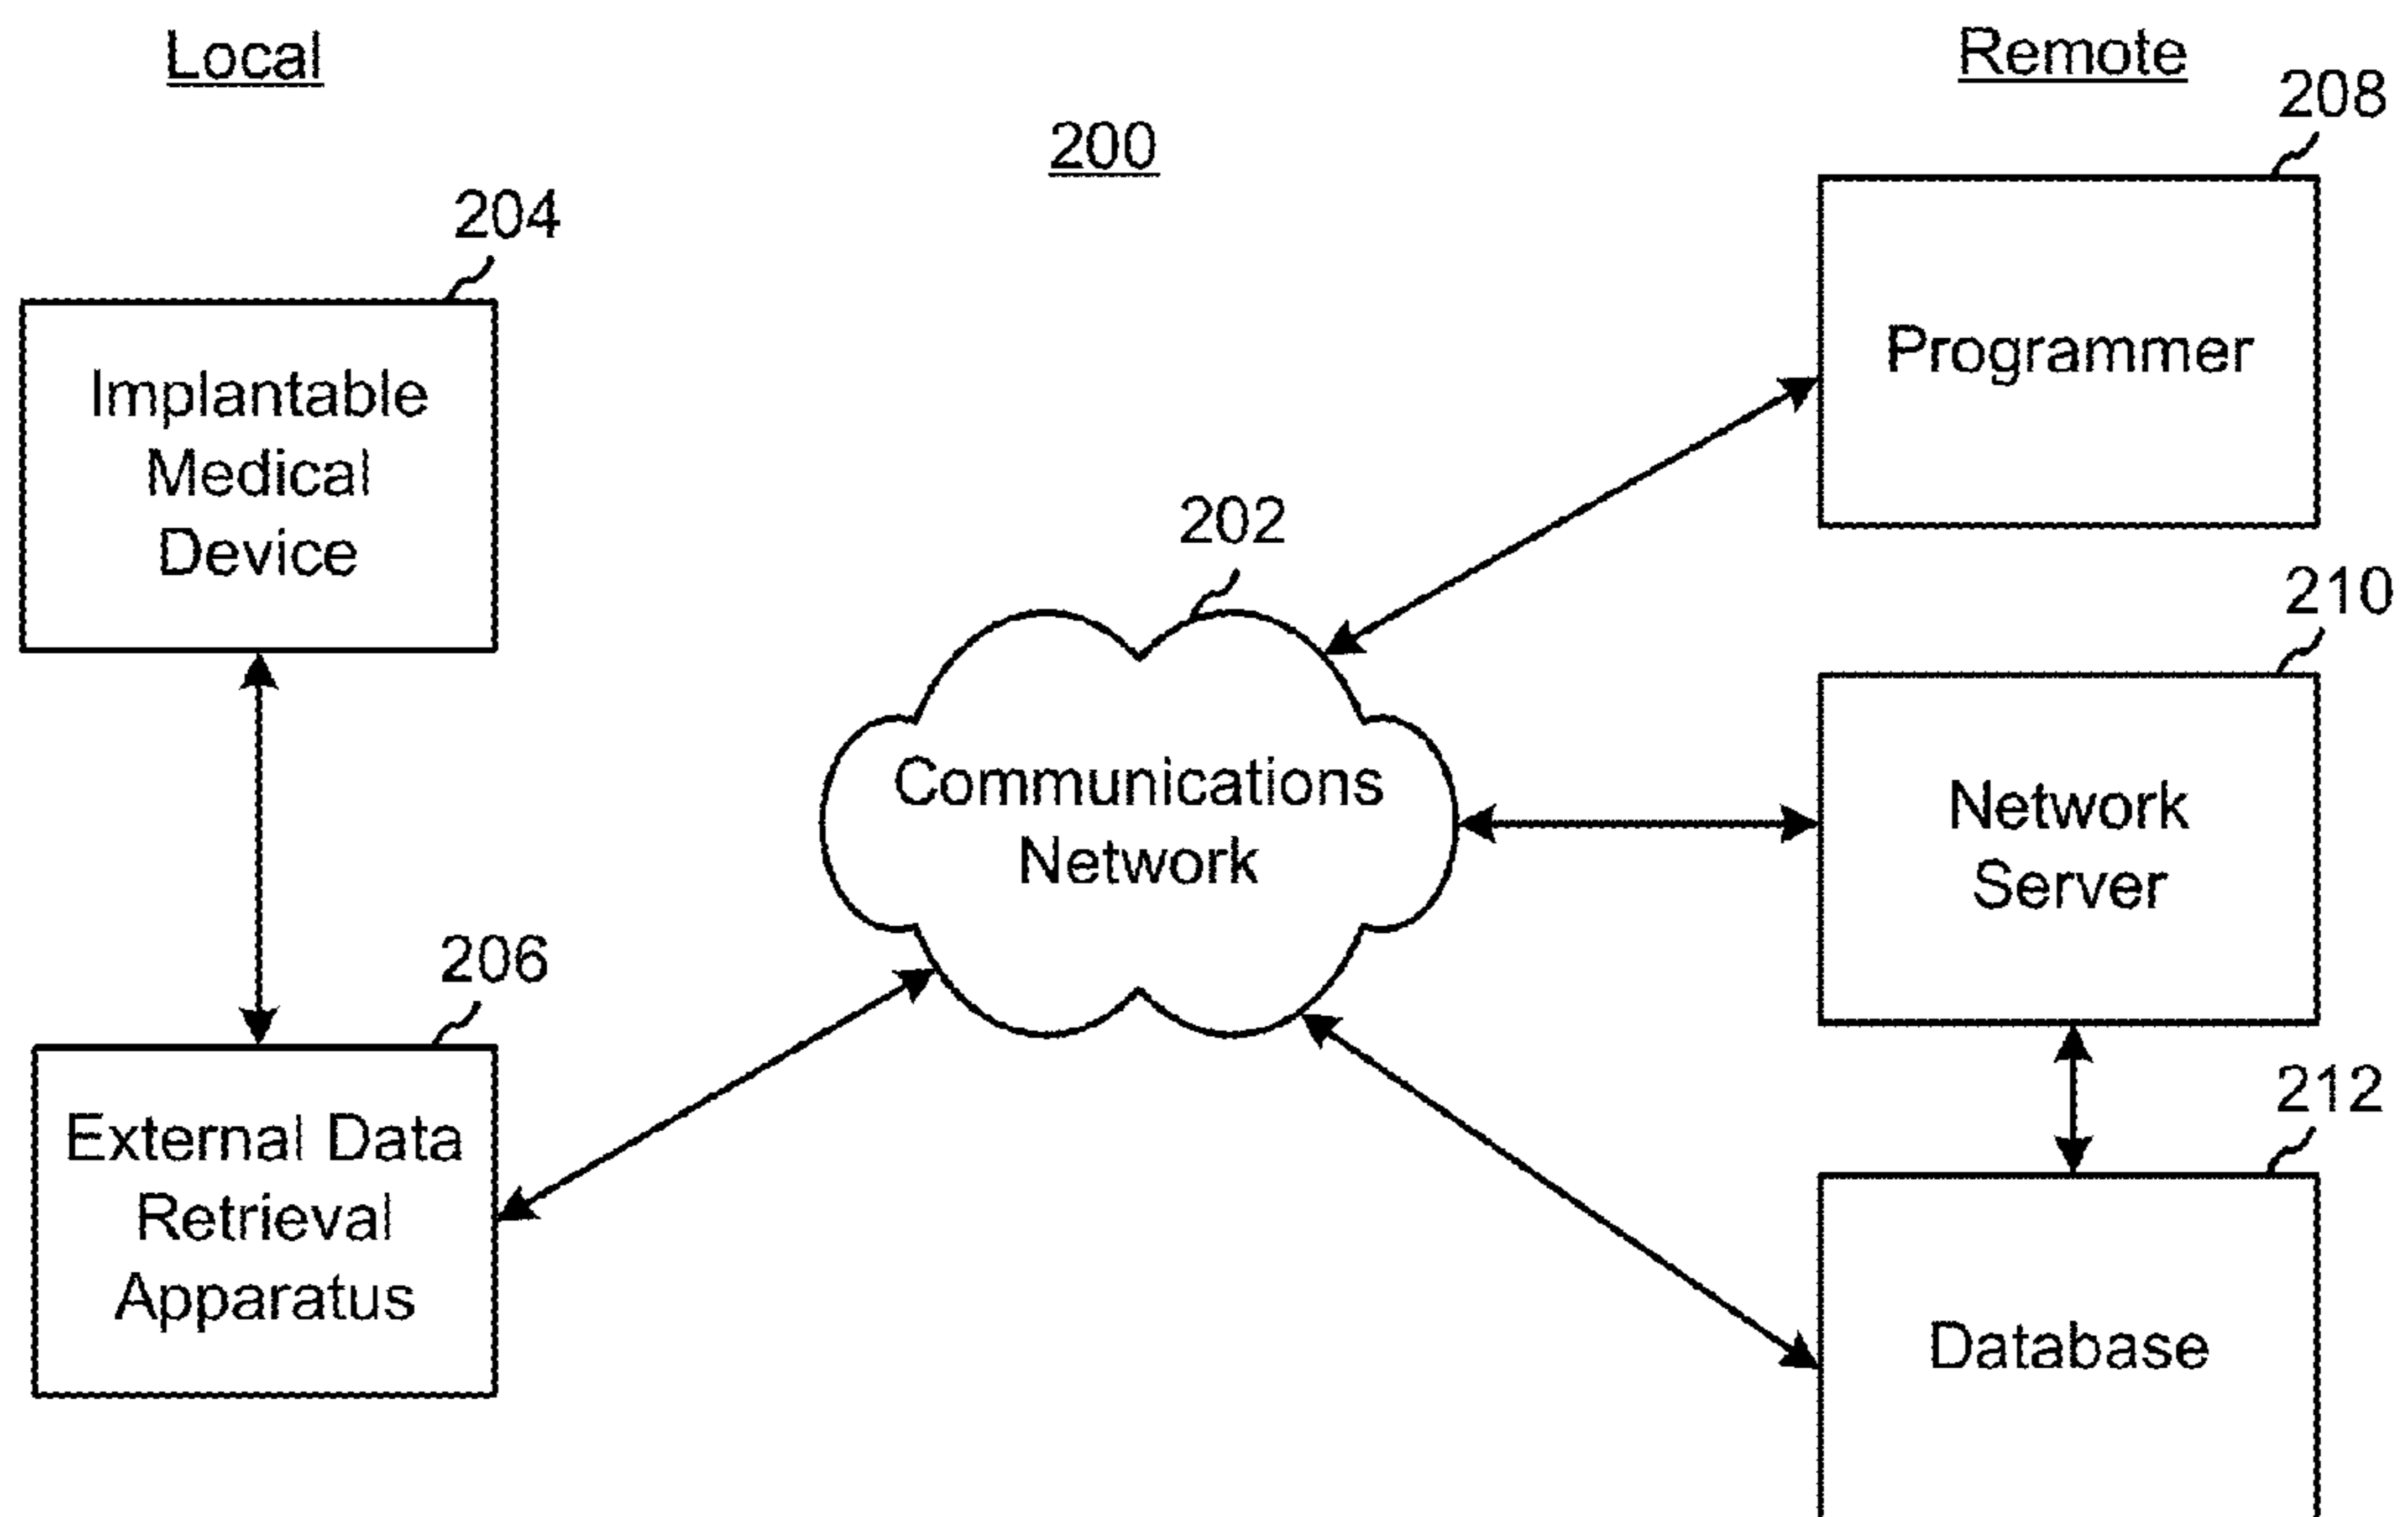 Local
Remote
200
204
Implantable
Medical
Device
206
External Data
Retrieval
Apparatus
202
Communications
Network
208
Programmer
210
Network
Server
212
Database